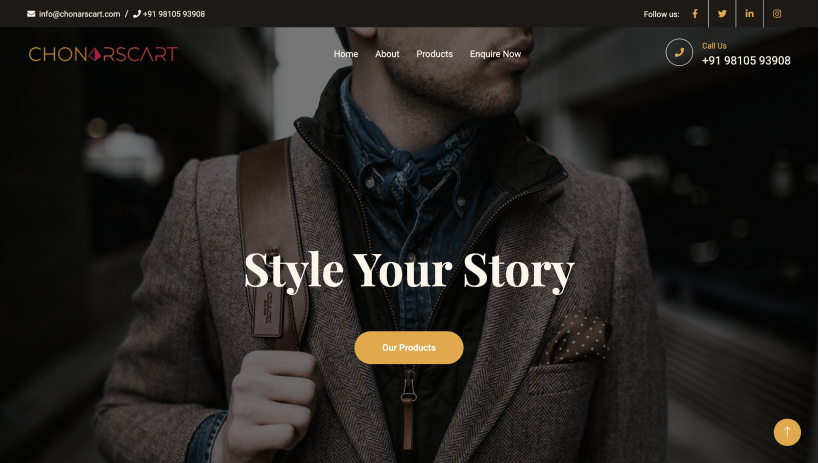 info@chonarscart.com / +91 98105 93908
Follow us:
CHONARSCART
Home About Products Enquire Now
Call Us
+91 98105 93908
Style Your Story
COACH
Our Products